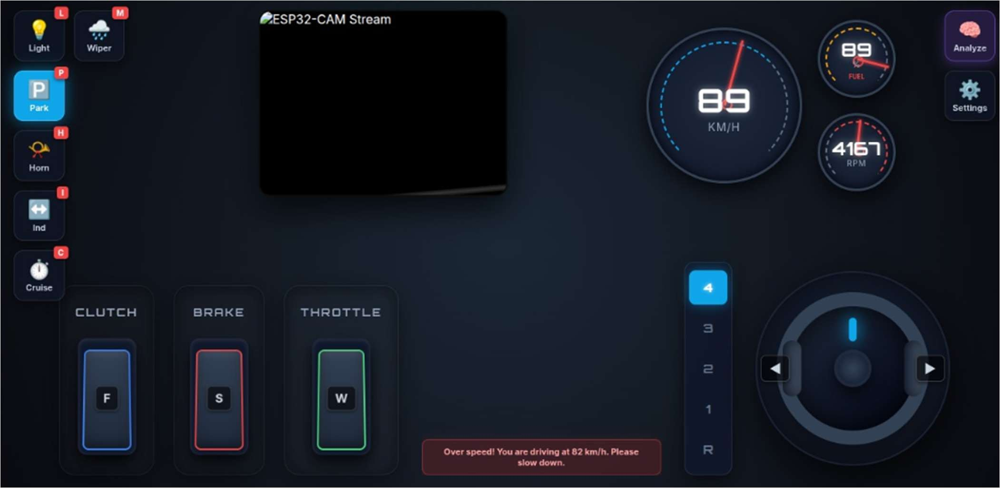 L
Light
M
Wiper
P
P
Park
H
Horn
I
Ind
C
Cruise
ESP32-CAM Stream
89
KM/H
89
FUEL
4167
RPM
Analyze
Settings
CLUTCH
F
BRAKE
S
THROTTLE
W
Over speed! You are driving at 82 km/h. Please
slow down.
4
3
2
1
R